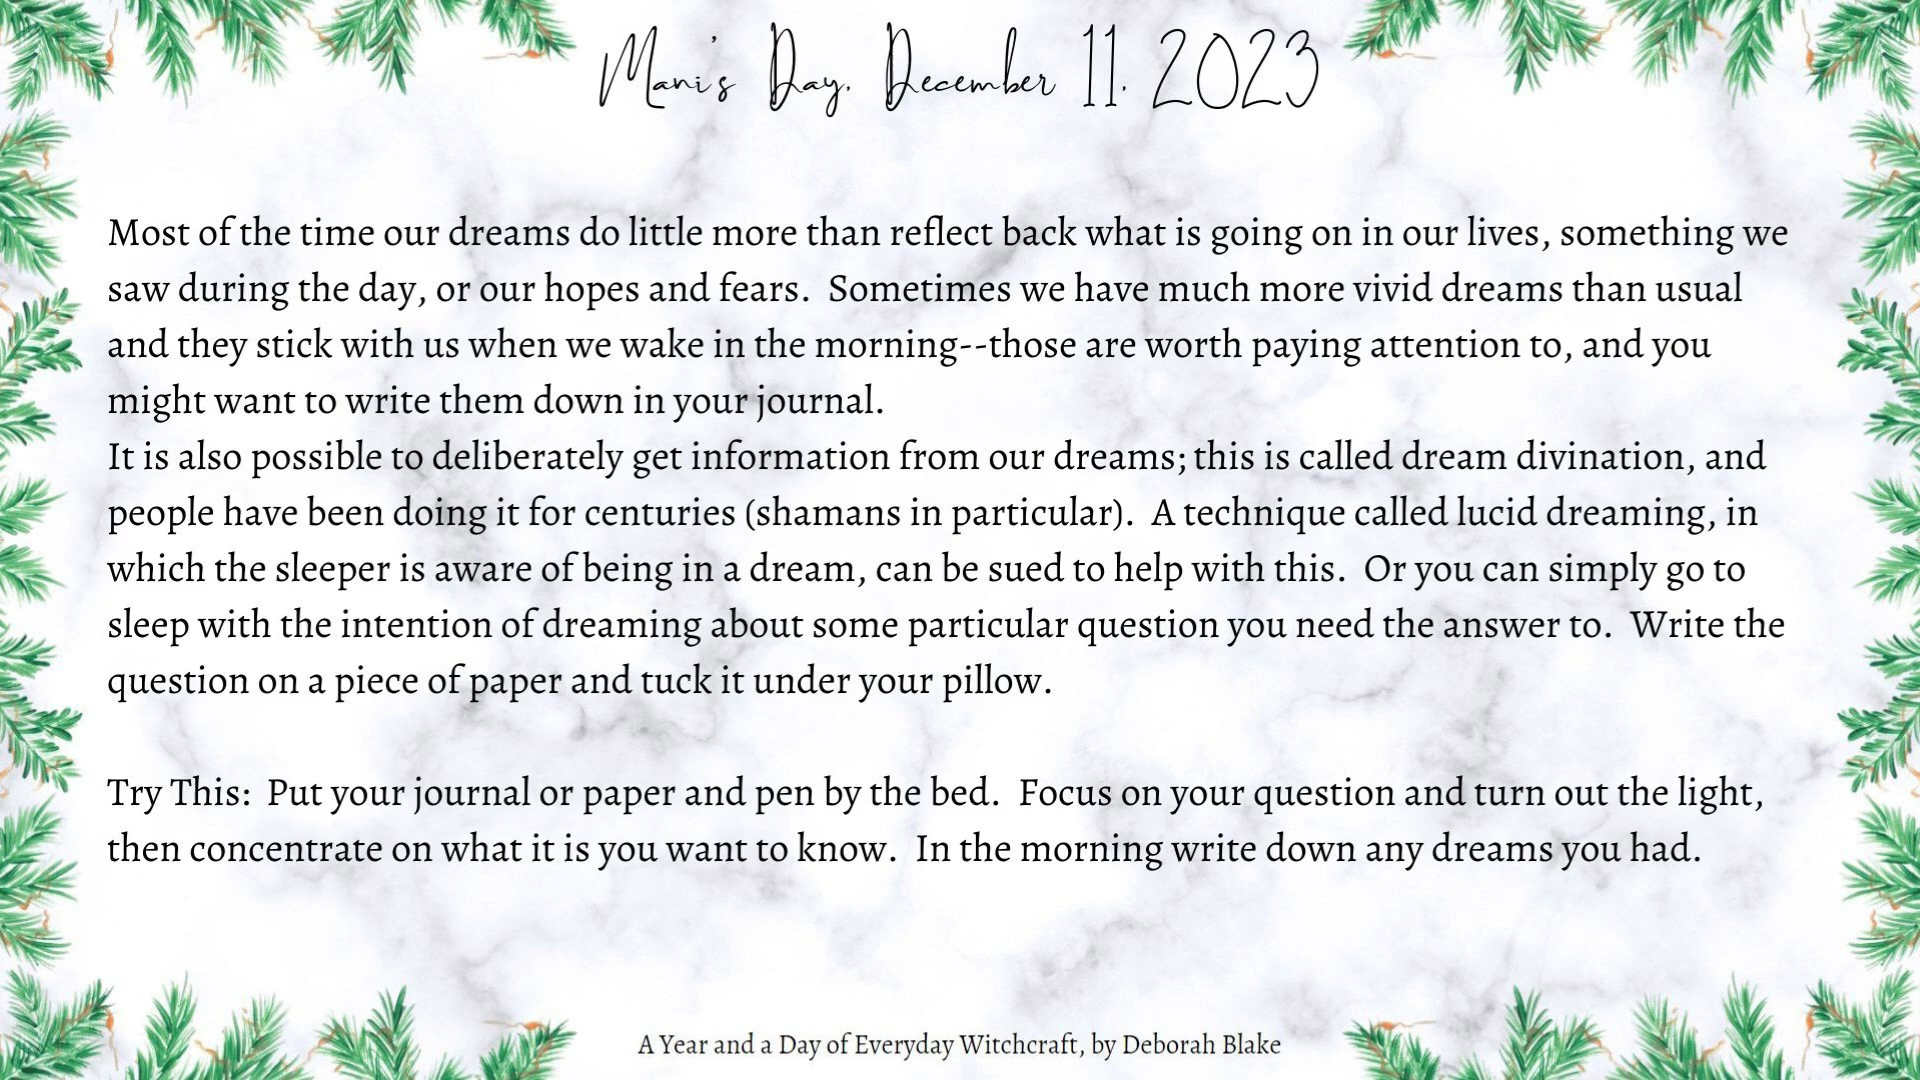 Mani's Day, December 11, 2023
Most of the time our dreams do little more than reflect back what is going on in our lives, something we
saw during the day, or our hopes and fears.  Sometimes we have much more vivid dreams than usual
and they stick with us when we wake in the morning--those are worth paying attention to, and you
might want to write them down in your journal.
It is also possible to deliberately get information from our dreams; this is called dream divination, and
people have been doing it for centuries (shamans in particular).  A technique called lucid dreaming, in
which the sleeper is aware of being in a dream, can be sued to help with this.  Or you can simply go to
sleep with the intention of dreaming about some particular question you need the answer to.  Write the
question on a piece of paper and tuck it under your pillow.
Try This:  Put your journal or paper and pen by the bed.  Focus on your question and turn out the light,
then concentrate on what it is you want to know.  In the morning write down any dreams you had.
A Year and a Day of Everyday Witchcraft, by Deborah Blake